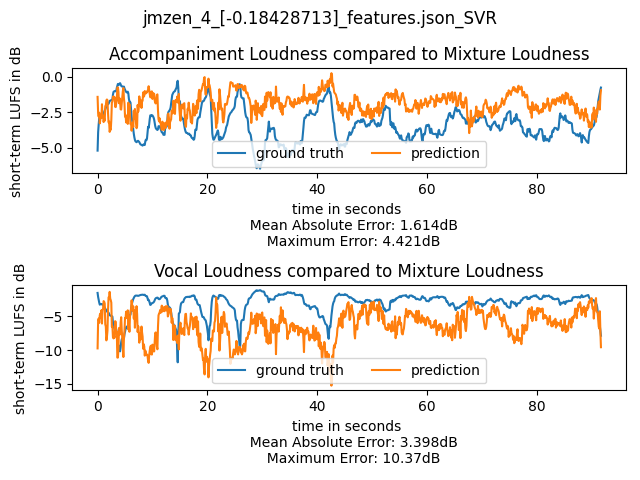 jmzen_4_[-0.18428713]_features.json_SVR
Accompaniment Loudness compared to Mixture Loudness
short-term LUFS in dB
0.0
−2.5
−5.0
ground truth
prediction
0
20
40
60
80
time in seconds
Mean Absolute Error: 1.614dB
Maximum Error: 4.421dB
Vocal Loudness compared to Mixture Loudness
short-term LUFS in dB
−5
−10
−15
ground truth
prediction
0
20
40
60
80
time in seconds
Mean Absolute Error: 3.398dB
Maximum Error: 10.37dB